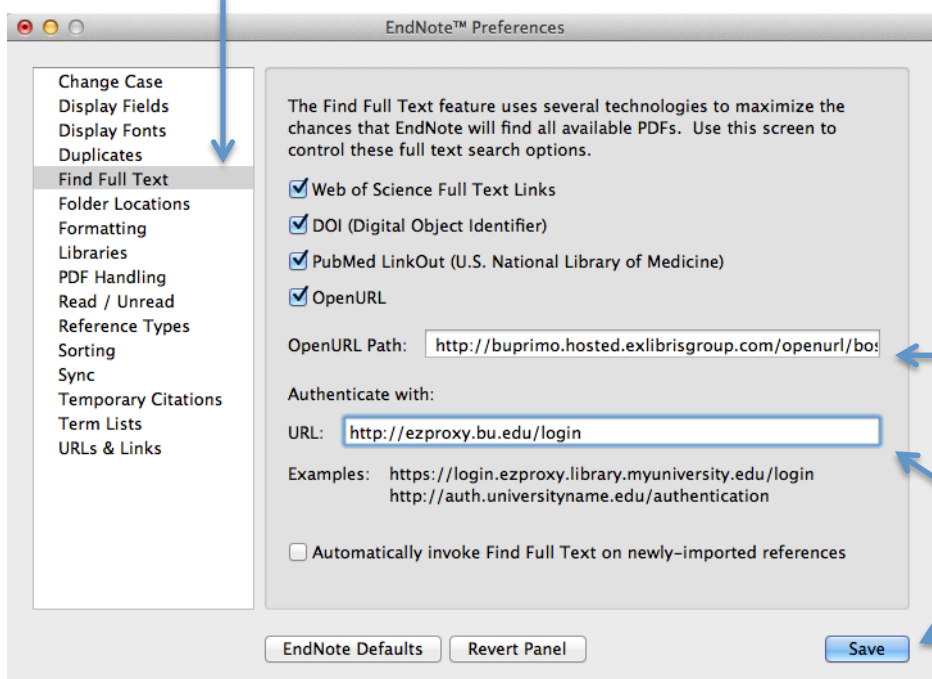 EndNote™ Preferences
Change Case
Display Fields
Display Fonts
Duplicates
Find Full Text
Folder Locations
Formatting
Libraries
PDF Handling
Read / Unread
Reference Types
Sorting
Sync
Temporary Citations
Term Lists
URLs & Links
The Find Full Text feature uses several technologies to maximize the
chances that EndNote will find all available PDFs. Use this screen to
control these full text search options.
Web of Science Full Text Links
DOI (Digital Object Identifier)
PubMed LinkOut (U.S. National Library of Medicine)
OpenURL
OpenURL Path: http://buprimo.hosted.exlibrisgroup.com/openurl/bos
Authenticate with:
URL: http://ezproxy.bu.edu/login
Examples: https://login.ezproxy.library.myuniversity.edu/login
http://auth.universityname.edu/authentication
Automatically invoke Find Full Text on newly-imported references
EndNote Defaults Revert Panel Save